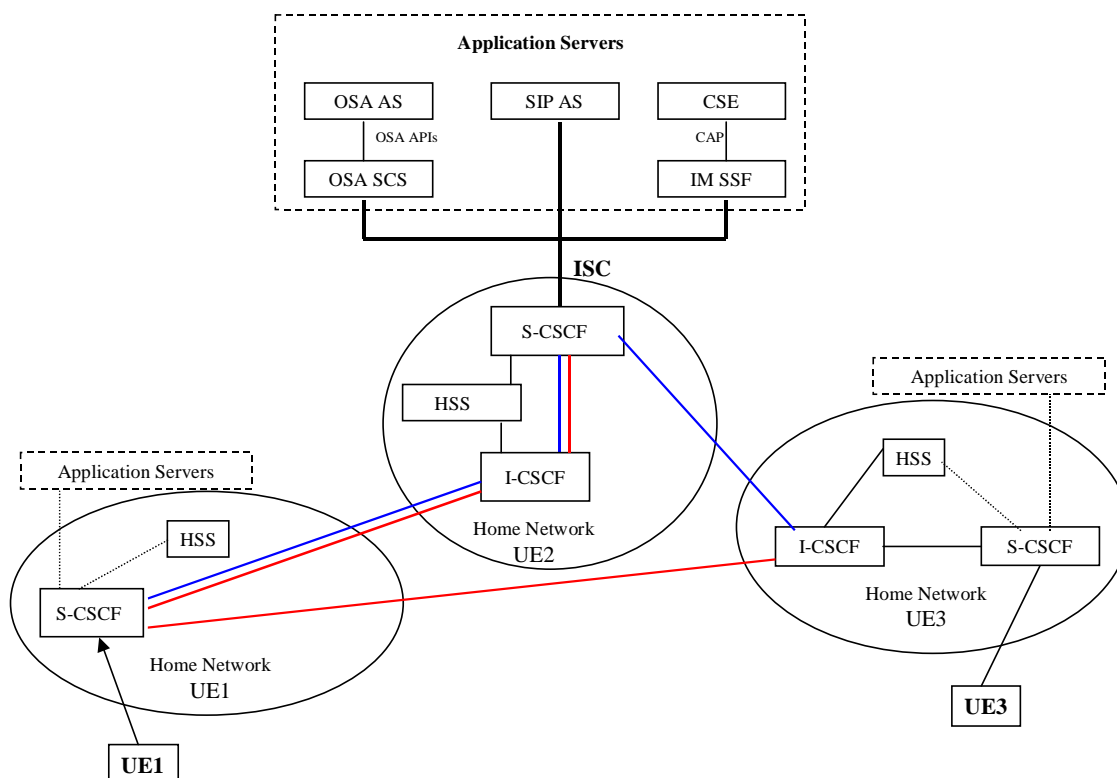 Application Servers
OSA AS
SIP AS
CSE
OSA APIs
CAP
OSA SCS
IM SSF
ISC
S-CSCF
HSS
I-CSCF
Home Network
UE2
Application Servers
HSS
I-CSCF
S-CSCF
Home Network
UE3
UE3
Application Servers
HSS
S-CSCF
Home Network
UE1
UE1